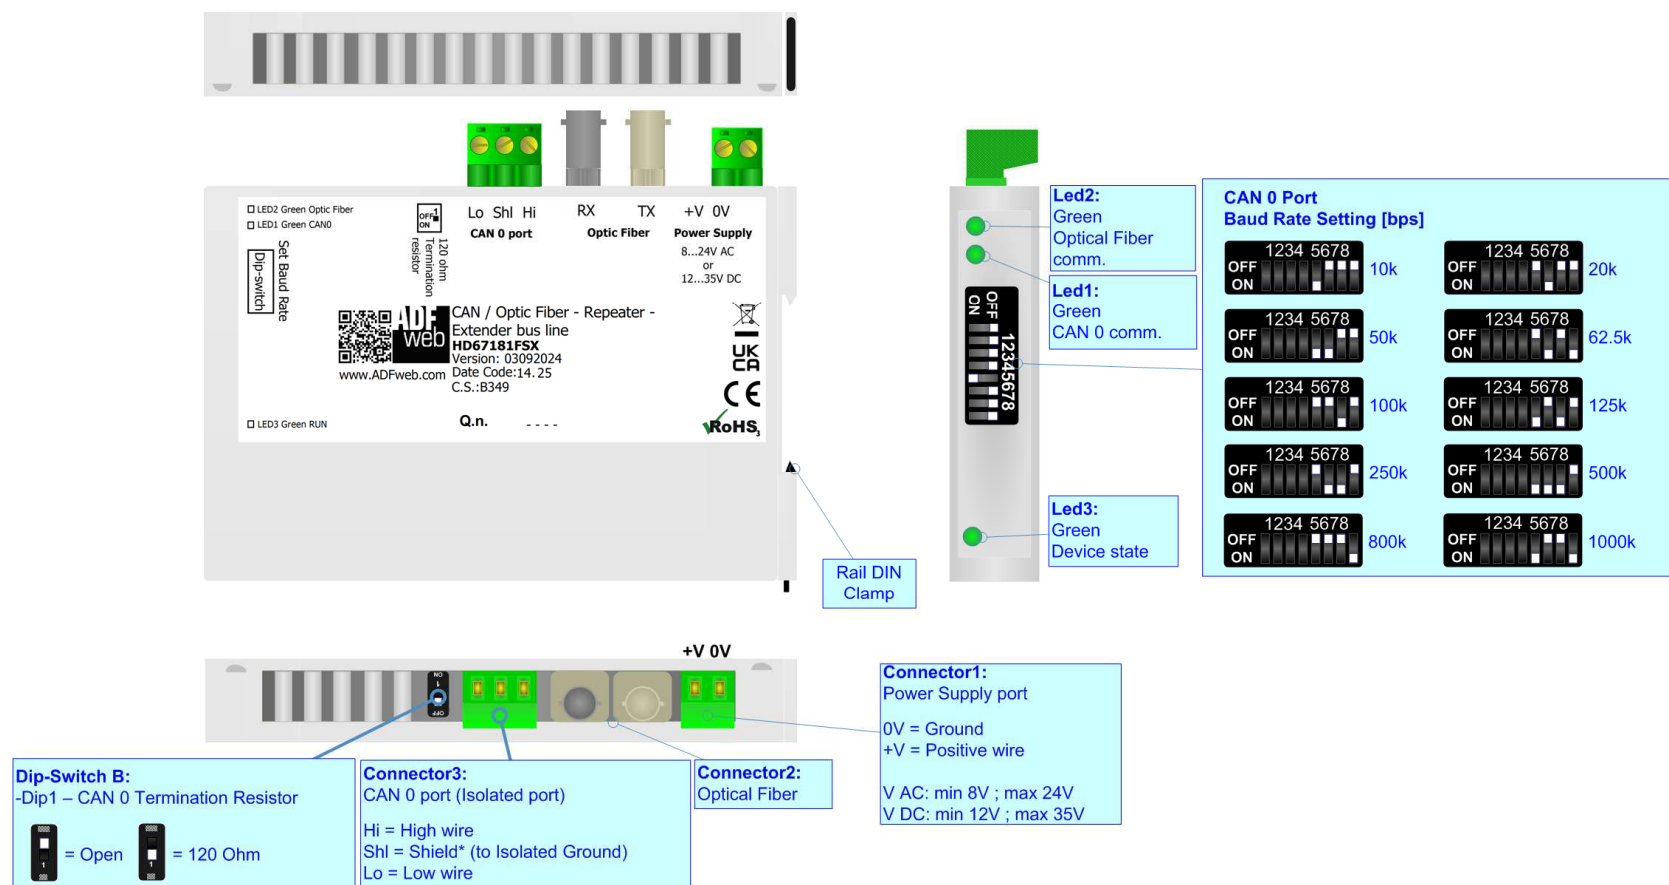 LED2 Green Optic Fiber
LED1 Green CAN0
Set Baud Rate
Dip-switch
OFF 1
ON
120 ohm
Termination
resistor
Lo Shl Hi
CAN 0 port
RX TX
Optic Fiber
+V 0V
Power Supply
8...24V AC
or
12...35V DC
ADF
web
www.ADFweb.com
CAN / Optic Fiber - Repeater -
Extender bus line
HD67181FSX
Version: 03092024
Date Code:14. 25
C.S.:B349
Q.n. - - - -
LED3 Green RUN
UK
CA
CE
RoHS3
Rail DIN
Clamp
OFF
ON
12345678
Led2:
Green
Optical Fiber
comm.
Led1:
Green
CAN 0 comm.
Led3:
Green
Device state
CAN 0 Port
Baud Rate Setting [bps]
1234 5678
OFF
ON
10k
1234 5678
OFF
ON
20k
1234 5678
OFF
ON
50k
1234 5678
OFF
ON
62.5k
1234 5678
OFF
ON
100k
1234 5678
OFF
ON
125k
1234 5678
OFF
ON
250k
1234 5678
OFF
ON
500k
1234 5678
OFF
ON
800k
1234 5678
OFF
ON
1000k
+V 0V
ON
1
OFF
Dip-Switch B:
-Dip1 – CAN 0 Termination Resistor
1
= Open
1
= 120 Ohm
Connector3:
CAN 0 port (Isolated port)
Hi = High wire
Shl = Shield* (to Isolated Ground)
Lo = Low wire
Connector2:
Optical Fiber
Connector1:
Power Supply port
0V = Ground
+V = Positive wire
V AC: min 8V ; max 24V
V DC: min 12V ; max 35V